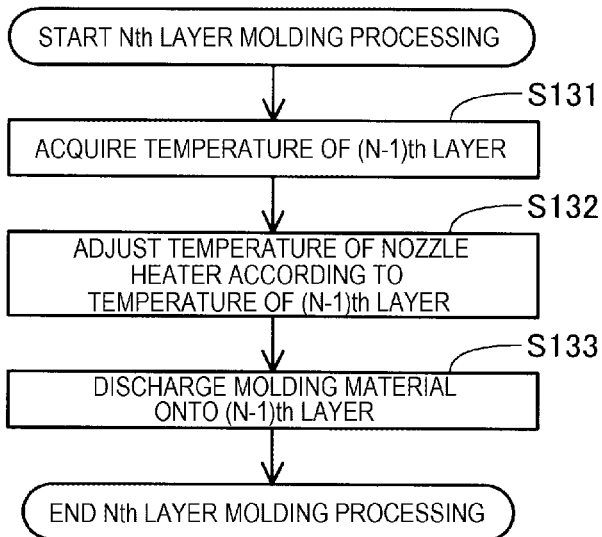 START Nth LAYER MOLDING PROCESSING
S131
ACQUIRE TEMPERATURE OF (N-1)th LAYER
S132
ADJUST TEMPERATURE OF NOZZLE
HEATER ACCORDING TO
TEMPERATURE OF (N-1)th LAYER
S133
DISCHARGE MOLDING MATERIAL
ONTO (N-1)th LAYER
END Nth LAYER MOLDING PROCESSING